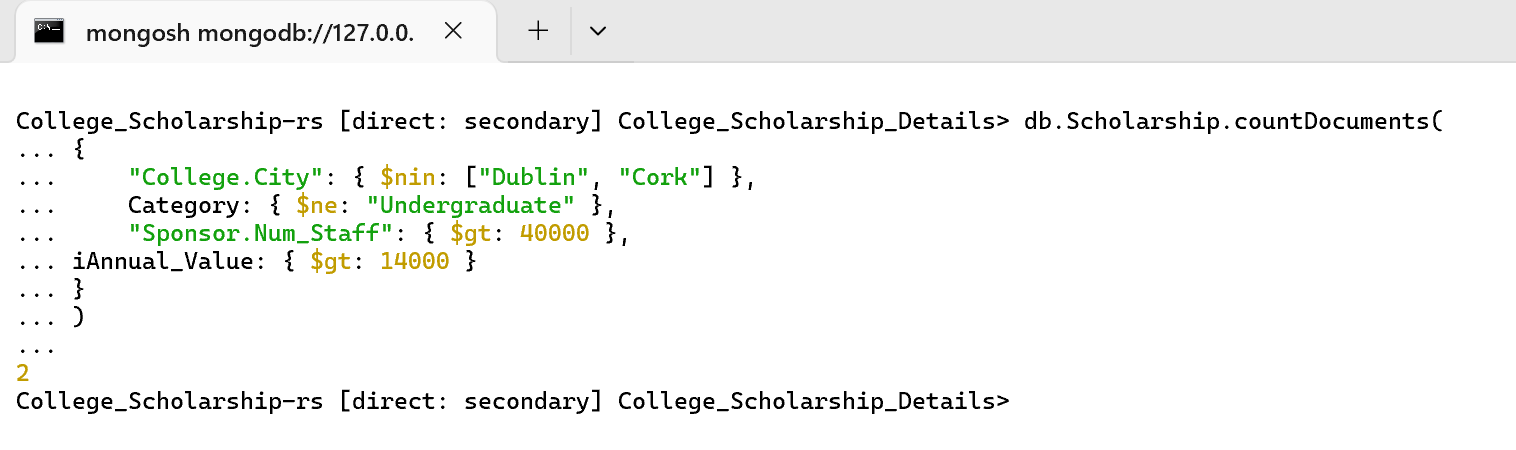 mongosh mongodb://127.0.0.
College_Scholarship-rs [direct: secondary] College_Scholarship_Details> db.Scholarship.countDocuments(
... {
...     "College.City": { $nin: ["Dublin", "Cork"] },
...     Category: { $ne: "Undergraduate" },
...     "Sponsor.Num_Staff": { $gt: 40000 },
... iAnnual_Value: { $gt: 14000 }
... }
... )
...
2
College_Scholarship-rs [direct: secondary] College_Scholarship_Details>